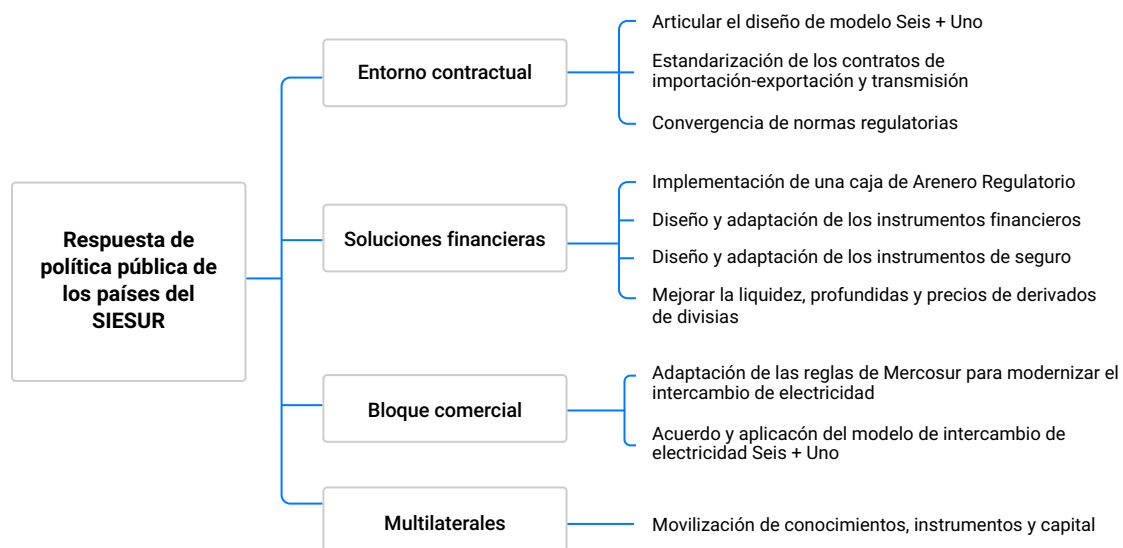 Respuesta de
política pública de
los países del
SIESUR
Entorno contractual
Articular el diseño de modelo Seis + Uno
Estandarización de los contratos de
importación-exportación y transmisión
Convergencia de normas regulatorias
Soluciones financieras
Implementación de una caja de Arenero Regulatorio
Diseño y adaptación de los instrumentos financieros
Diseño y adaptación de los instrumentos de seguro
Mejorar la liquidez, profundidas y precios de derivados
de divisias
Bloque comercial
Adaptación de las reglas de Mercosur para modernizar el
intercambio de electricidad
Acuerdo y aplicacón del modelo de intercambio de
electricidad Seis + Uno
Multilaterales
Movilización de conocimientos, instrumentos y capital